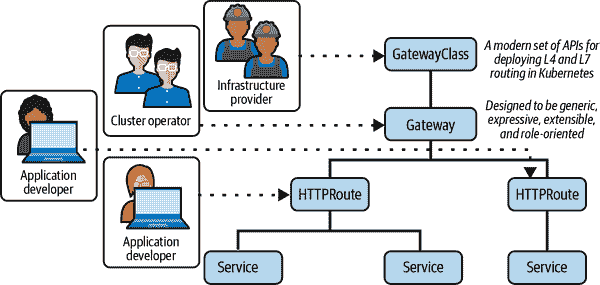 Infrastructure
provider
Cluster operator
Application
developer
Application
developer
GatewayClass
A modern set of APIs for
deploying L4 and L7
routing in Kubernetes
Gateway
Designed to be generic,
expressive, extensible,
and role-oriented
HTTPRoute
HTTPRoute
Service
Service
Service